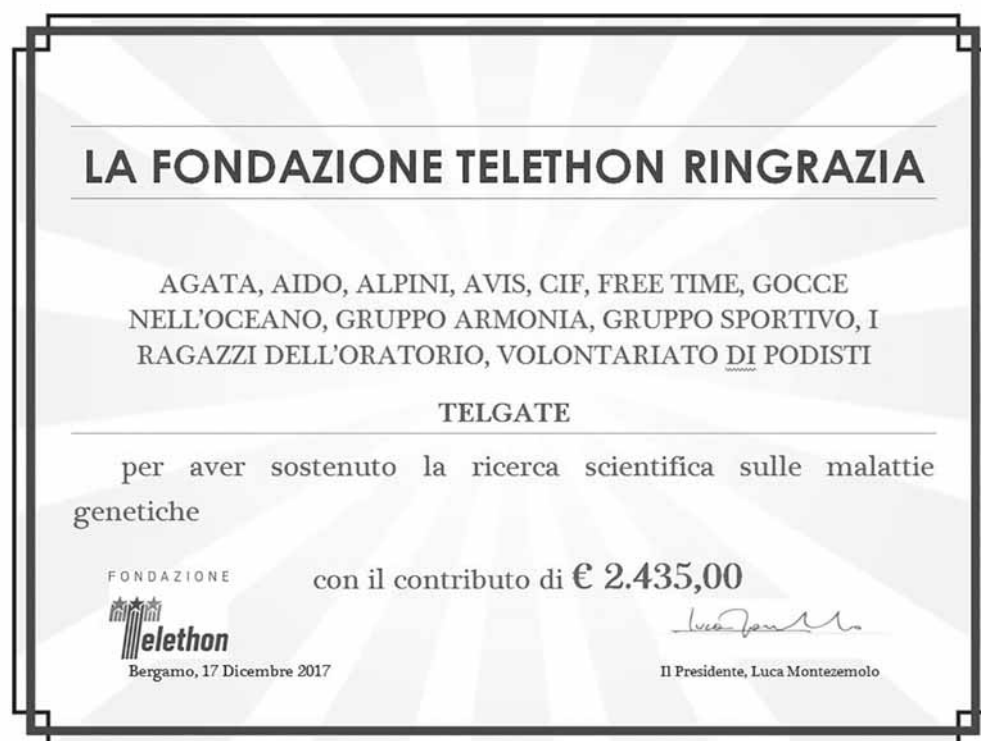 LA FONDAZIONE TELETHON RINGRAZIA
AGATA, AIDO, ALPINI, AVIS, CIF, FREE TIME, GOCCE
NELL'OCEANO, GRUPPO ARMONIA, GRUPPO SPORTIVO, I
RAGAZZI DELL'ORATORIO, VOLONTARIATO DI PODISTI
TELGATE
per aver sostenuto la ricerca scientifica sulle malattie
genetiche
con il contributo di € 2.435,00
FONDAZIONE
Telethon
Bergamo, 17 Dicembre 2017
Il Presidente, Luca Montezemolo